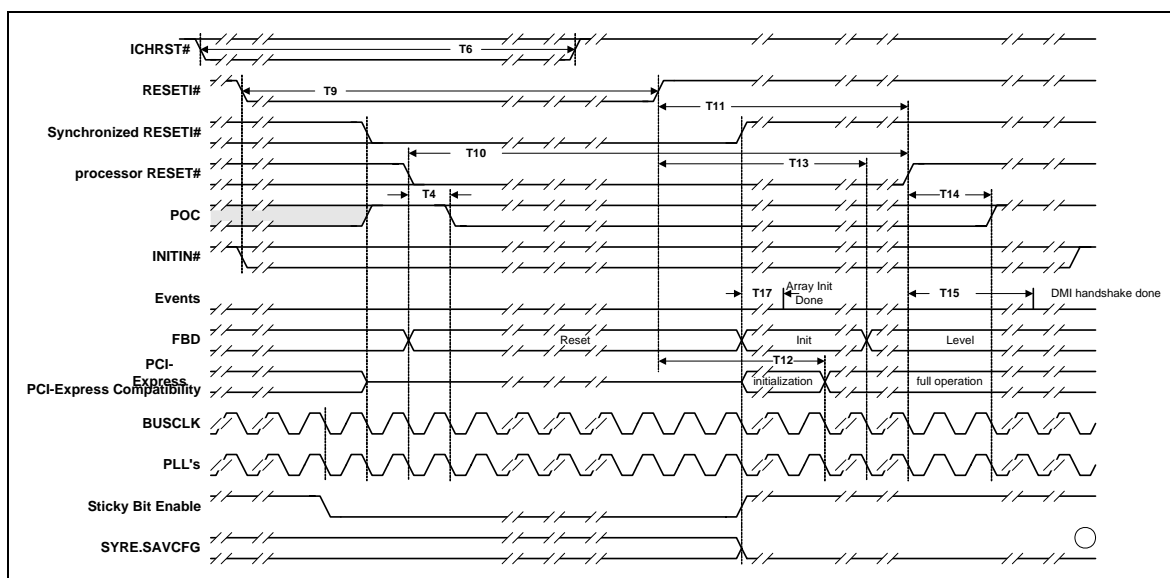 ICHRST#
T6
RESETI#
T9
T11
Synchronized RESETI#
T10
processor RESET#
T13
T4
T14
POC
INITIN#
Events
T17
Array Init
Done
T15
DMI handshake done
FBD
Reset
Init
Level
T12
PCI-
Express
PCI-Express Compatibility
initialization
full operation
BUSCLK
PLL's
Sticky Bit Enable
SYRE.SAVCFG